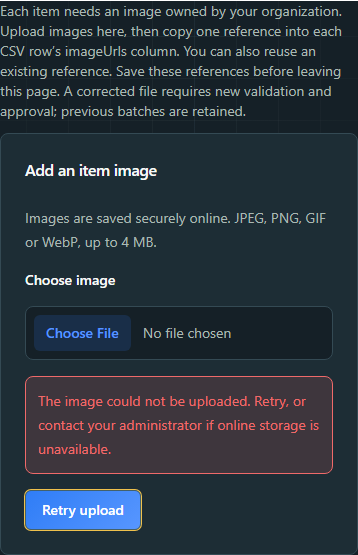 Each item needs an image owned by your organization.
Upload images here, then copy one reference into each
CSV row's imageUrls column. You can also reuse an
existing reference. Save these references before leaving
this page. A corrected file requires new validation and
approval; previous batches are retained.
Add an item image
Images are saved securely online. JPEG, PNG, GIF
or WebP, up to 4 MB.
Choose image
Choose File No file chosen
The image could not be uploaded. Retry, or
contact your administrator if online storage is
unavailable.
Retry upload